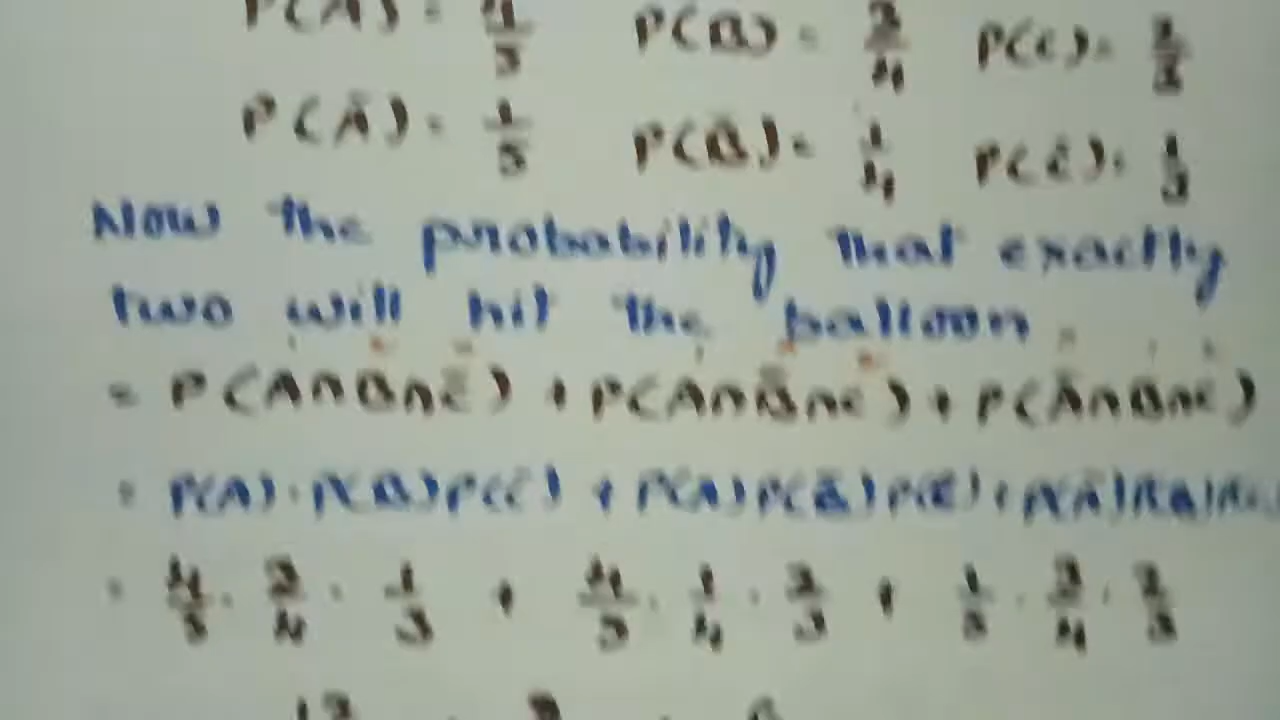 P(A) = 4/5 P(B) = 3/4 P(C) = 2/3
P(Ā) = 1/5 P(B̄) = 1/4 P(C̄) = 1/3
Now the probability that exactly
two will hit the balloon
= P(A∩B∩C̄) + P(A∩B̄∩C) + P(Ā∩B∩C)
= P(A) · P(B) P(C̄) + P(A) P(B̄) P(C) + P(Ā) P(B) P(C)
= 4/5 · 3/4 · 1/3 + 4/5 · 1/4 · 2/3 + 1/5 · 3/4 · 2/3
12 8